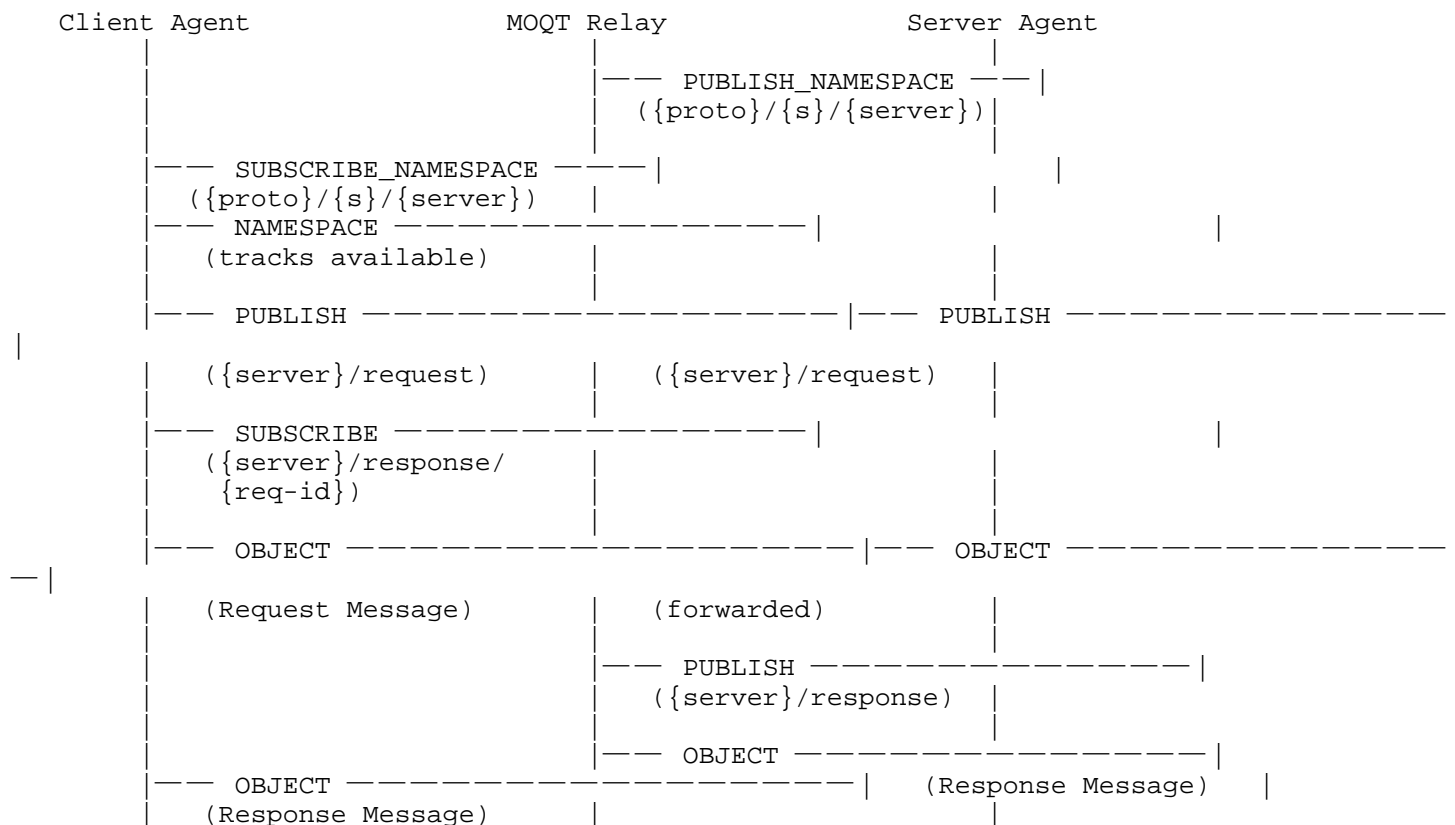 Client Agent MOQT Relay Server Agent
PUBLISH_NAMESPACE
({proto}/{s}/{server})
SUBSCRIBE_NAMESPACE
({proto}/{s}/{server})
NAMESPACE
(tracks available)
PUBLISH PUBLISH
({server}/request) ({server}/request)
SUBSCRIBE
({server}/response/
{req-id})
OBJECT OBJECT
(Request Message) (forwarded)
PUBLISH
({server}/response)
OBJECT
OBJECT (Response Message)
(Response Message)